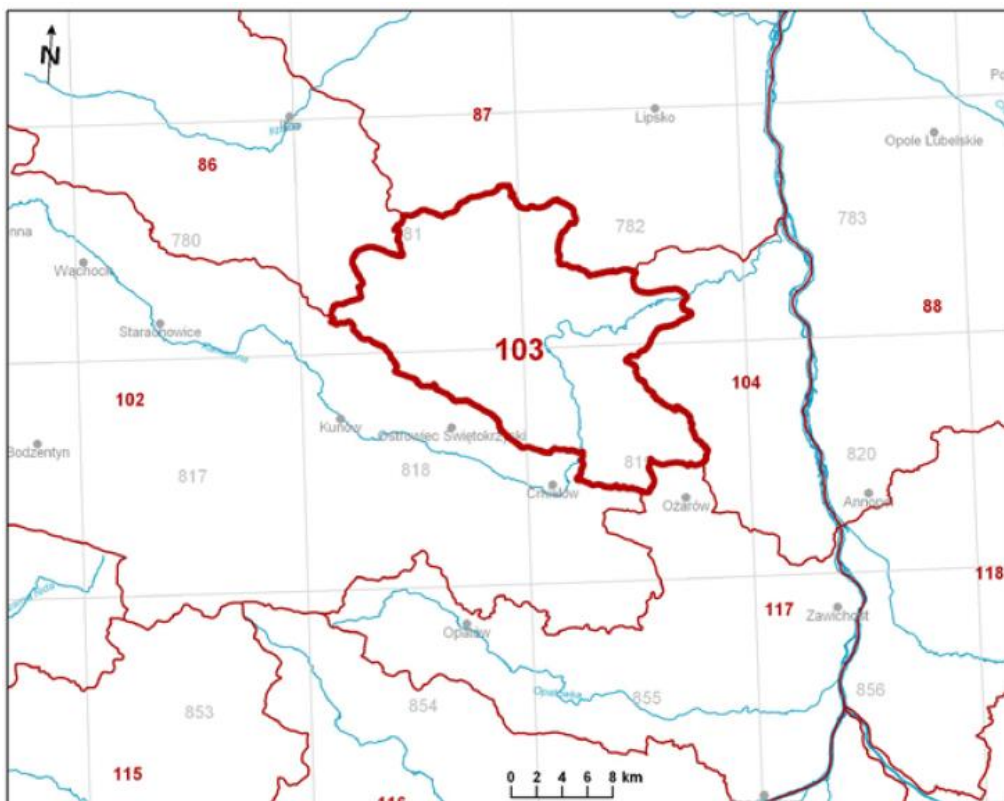 N
87
Lipsko
Opole Lubelskie
86
780
782
783
Wąchock
Starachowice
103
88
104
102
Kunów
Ostrowiec Świętokrzyski
Bodzentyn
817
818
820
Ćmielów
Ożarów
Annopol
118
117
Zawichost
Opatów
Opatówka
853
854
855
856
115
116
0 2 4 6 8 km